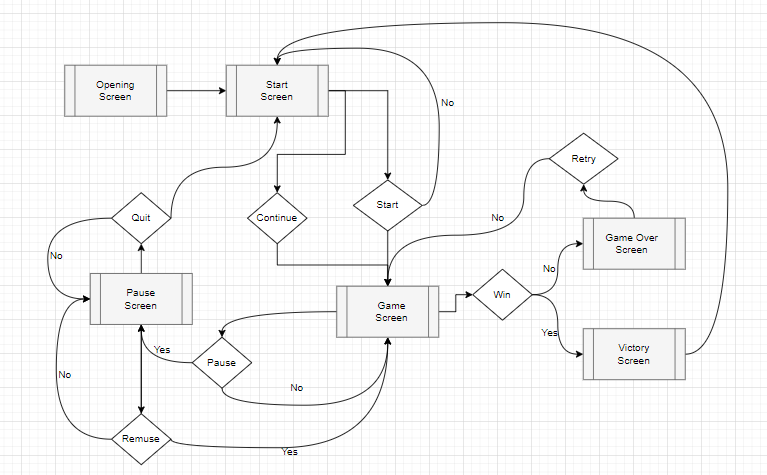 Opening
Screen
Start
Screen
No
Retry
Quit
Continue
Start
No
No
Game Over
Screen
No
Pause
Screen
Game
Screen
Win
Yes
Yes
Pause
Victory
Screen
No
No
Remuse
Yes